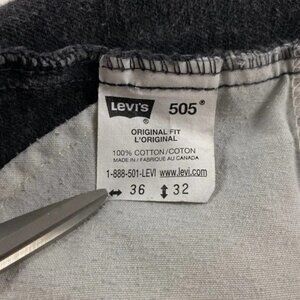 LEVI'S ® 505®
ORIGINAL FIT
L'ORIGINAL
100% COTTON/COTON
MADE IN / FABRIQUE AU CANADA
1-888-501-LEVI www.levi.com
⬌ 36 ⬍ 32